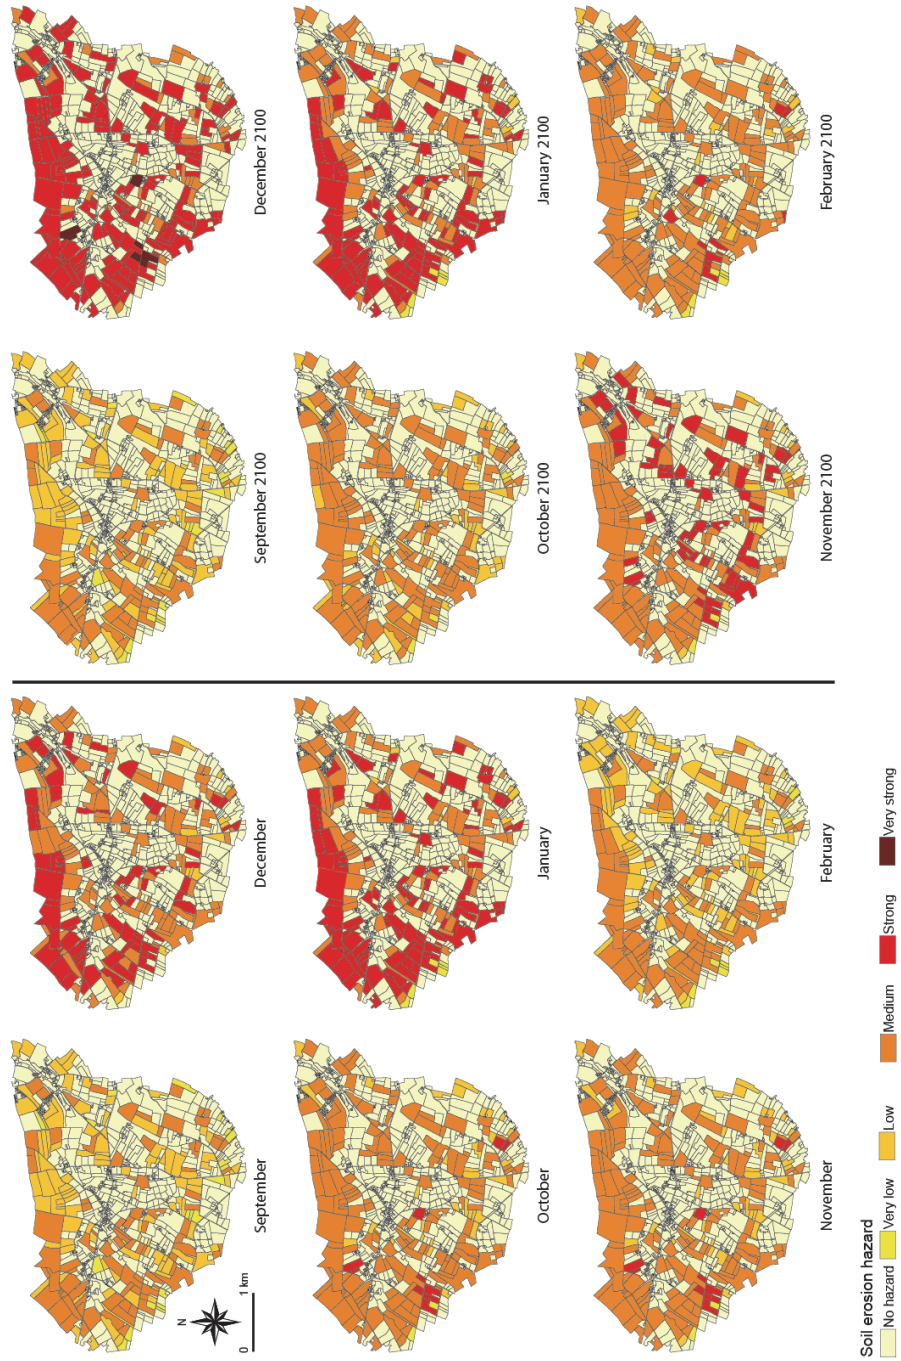 N
0 1 km
September
December
September 2100
December 2100
October
January
October 2100
January 2100
November
February
November 2100
February 2100
Soil erosion hazard
No hazard Very low Low Medium Strong Very strong